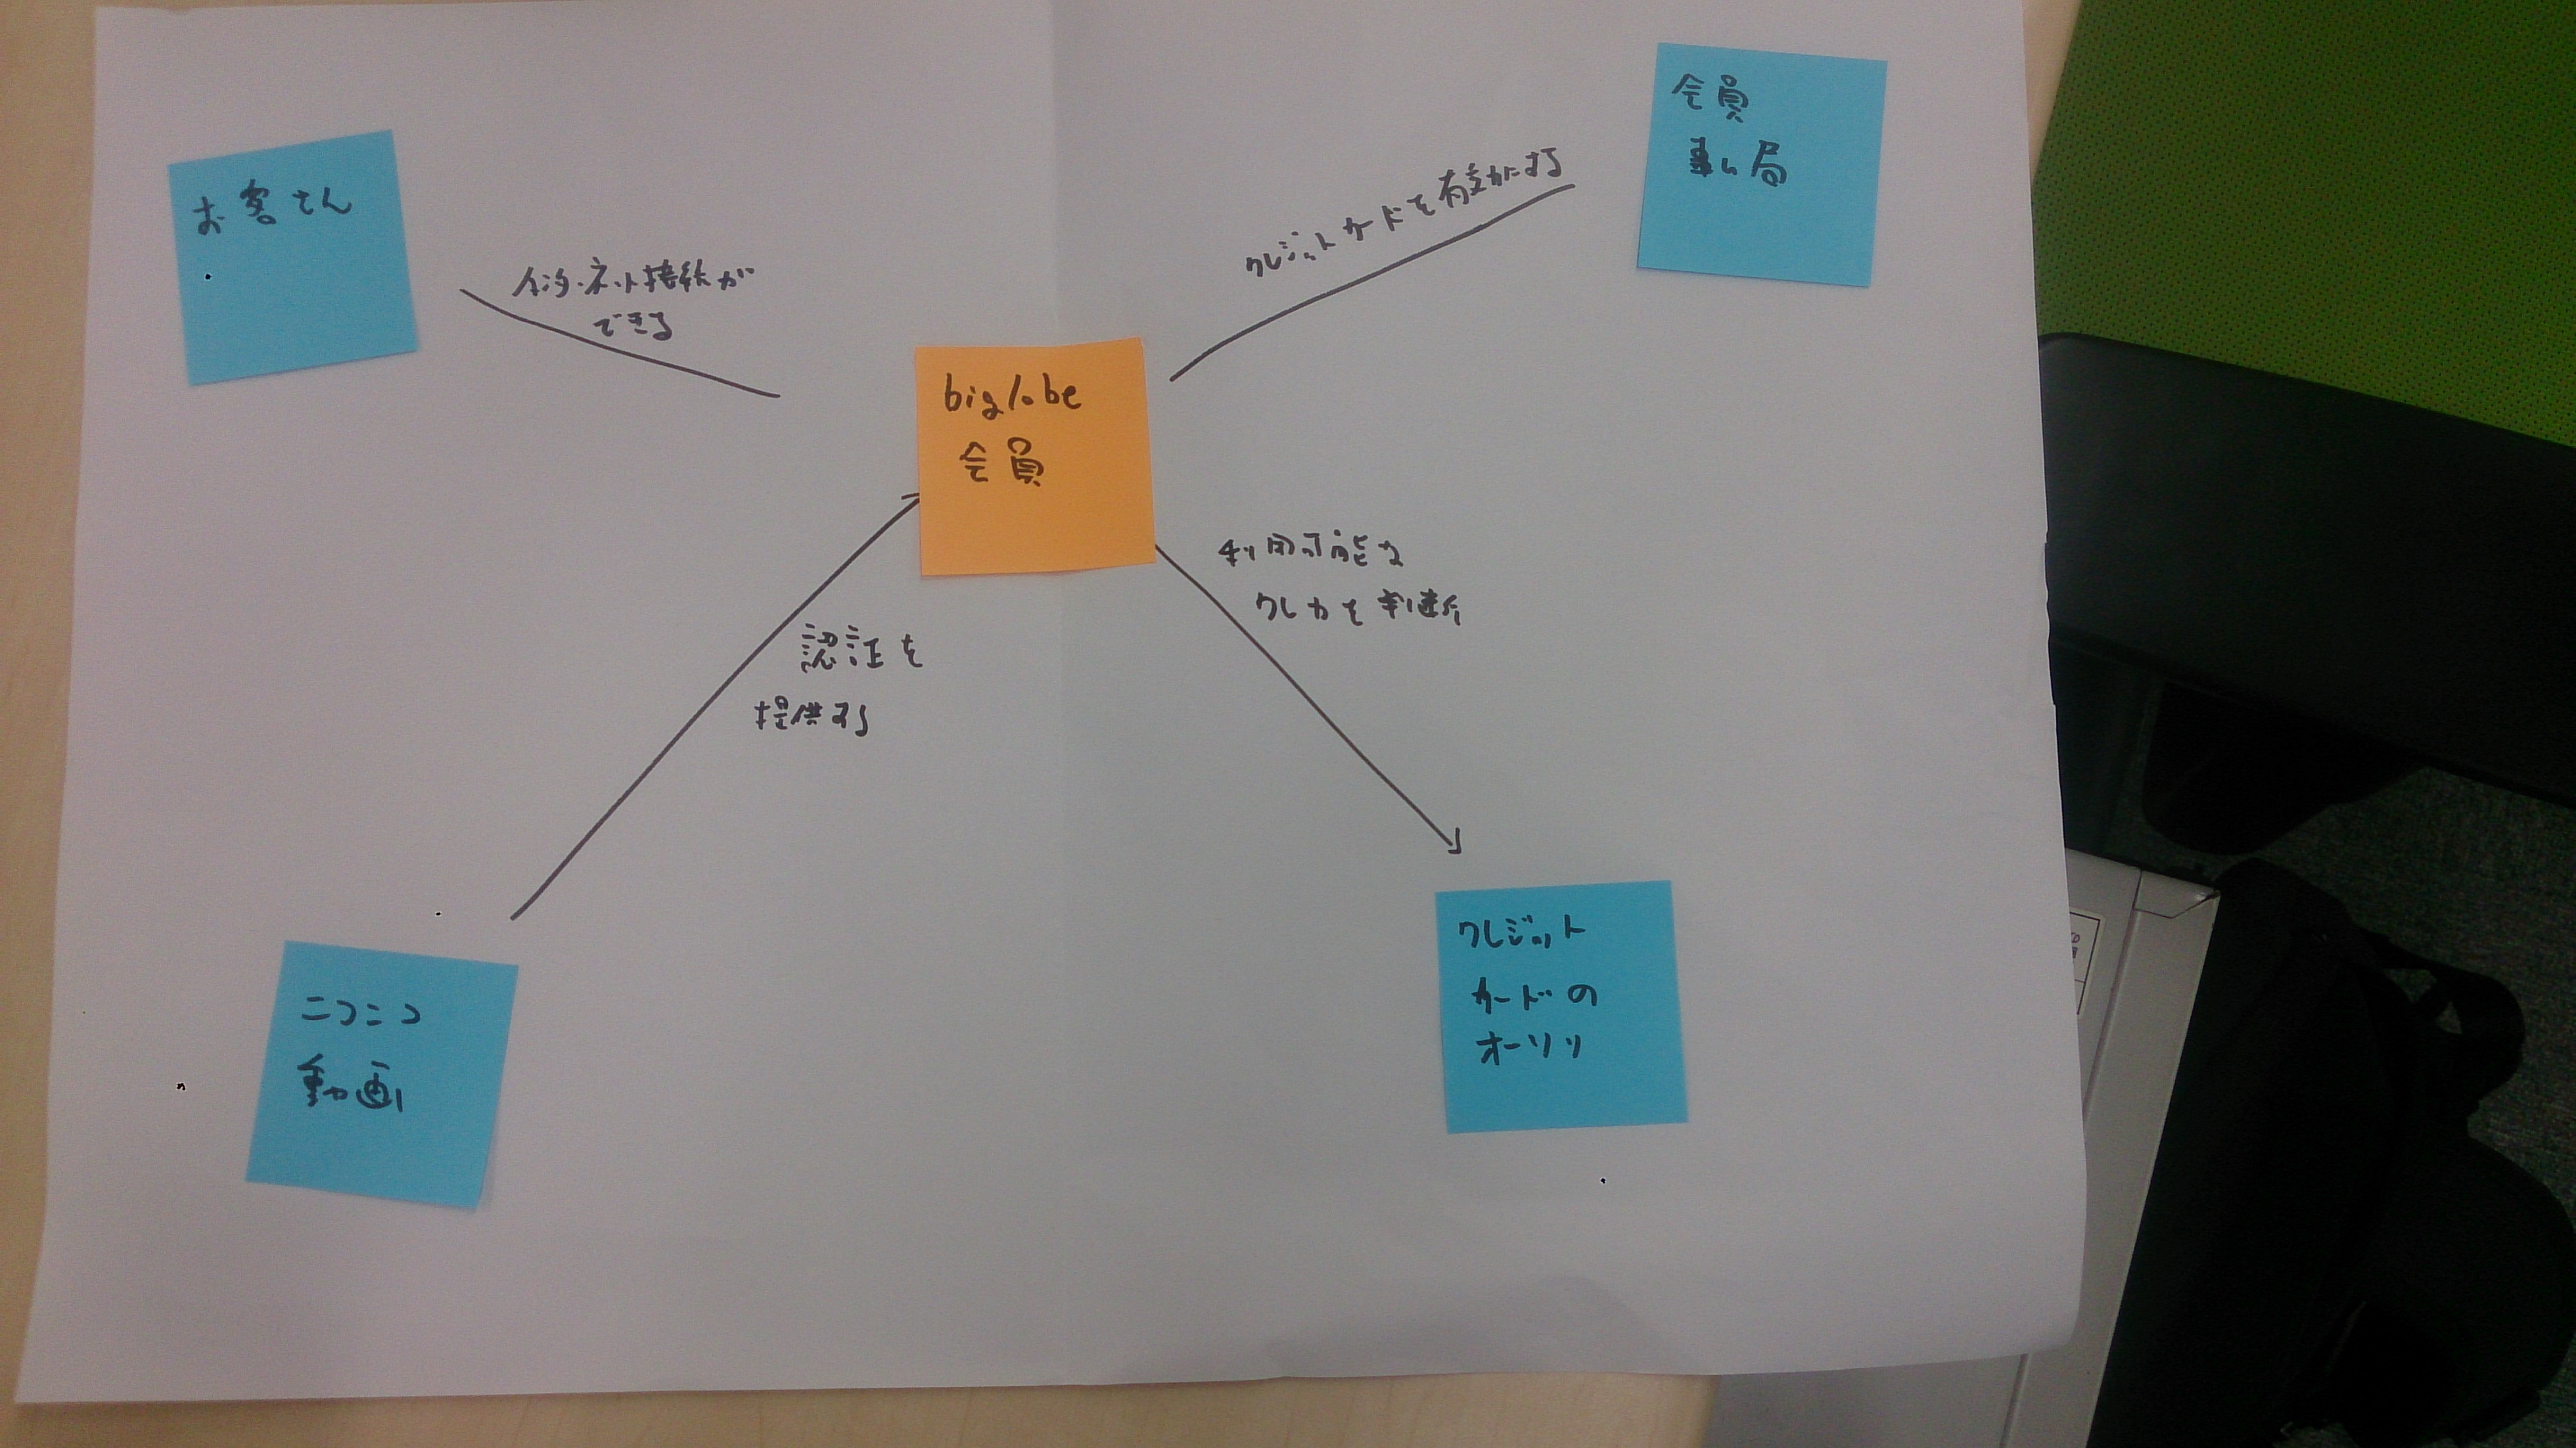 お客さん
インターネット接続が
できる
クレジットカードを有効にする
会員
事ム局
biglobe
会員
認証を
提供する
利用可能な
クレカを判断
ニコニコ
動画
クレジット
カードの
オーソリ